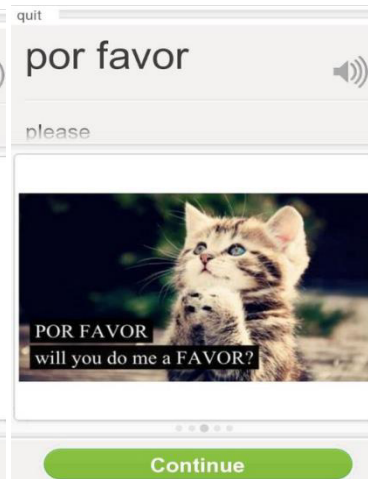 quit
por favor
please
POR FAVOR
will you do me a FAVOR?
Continue